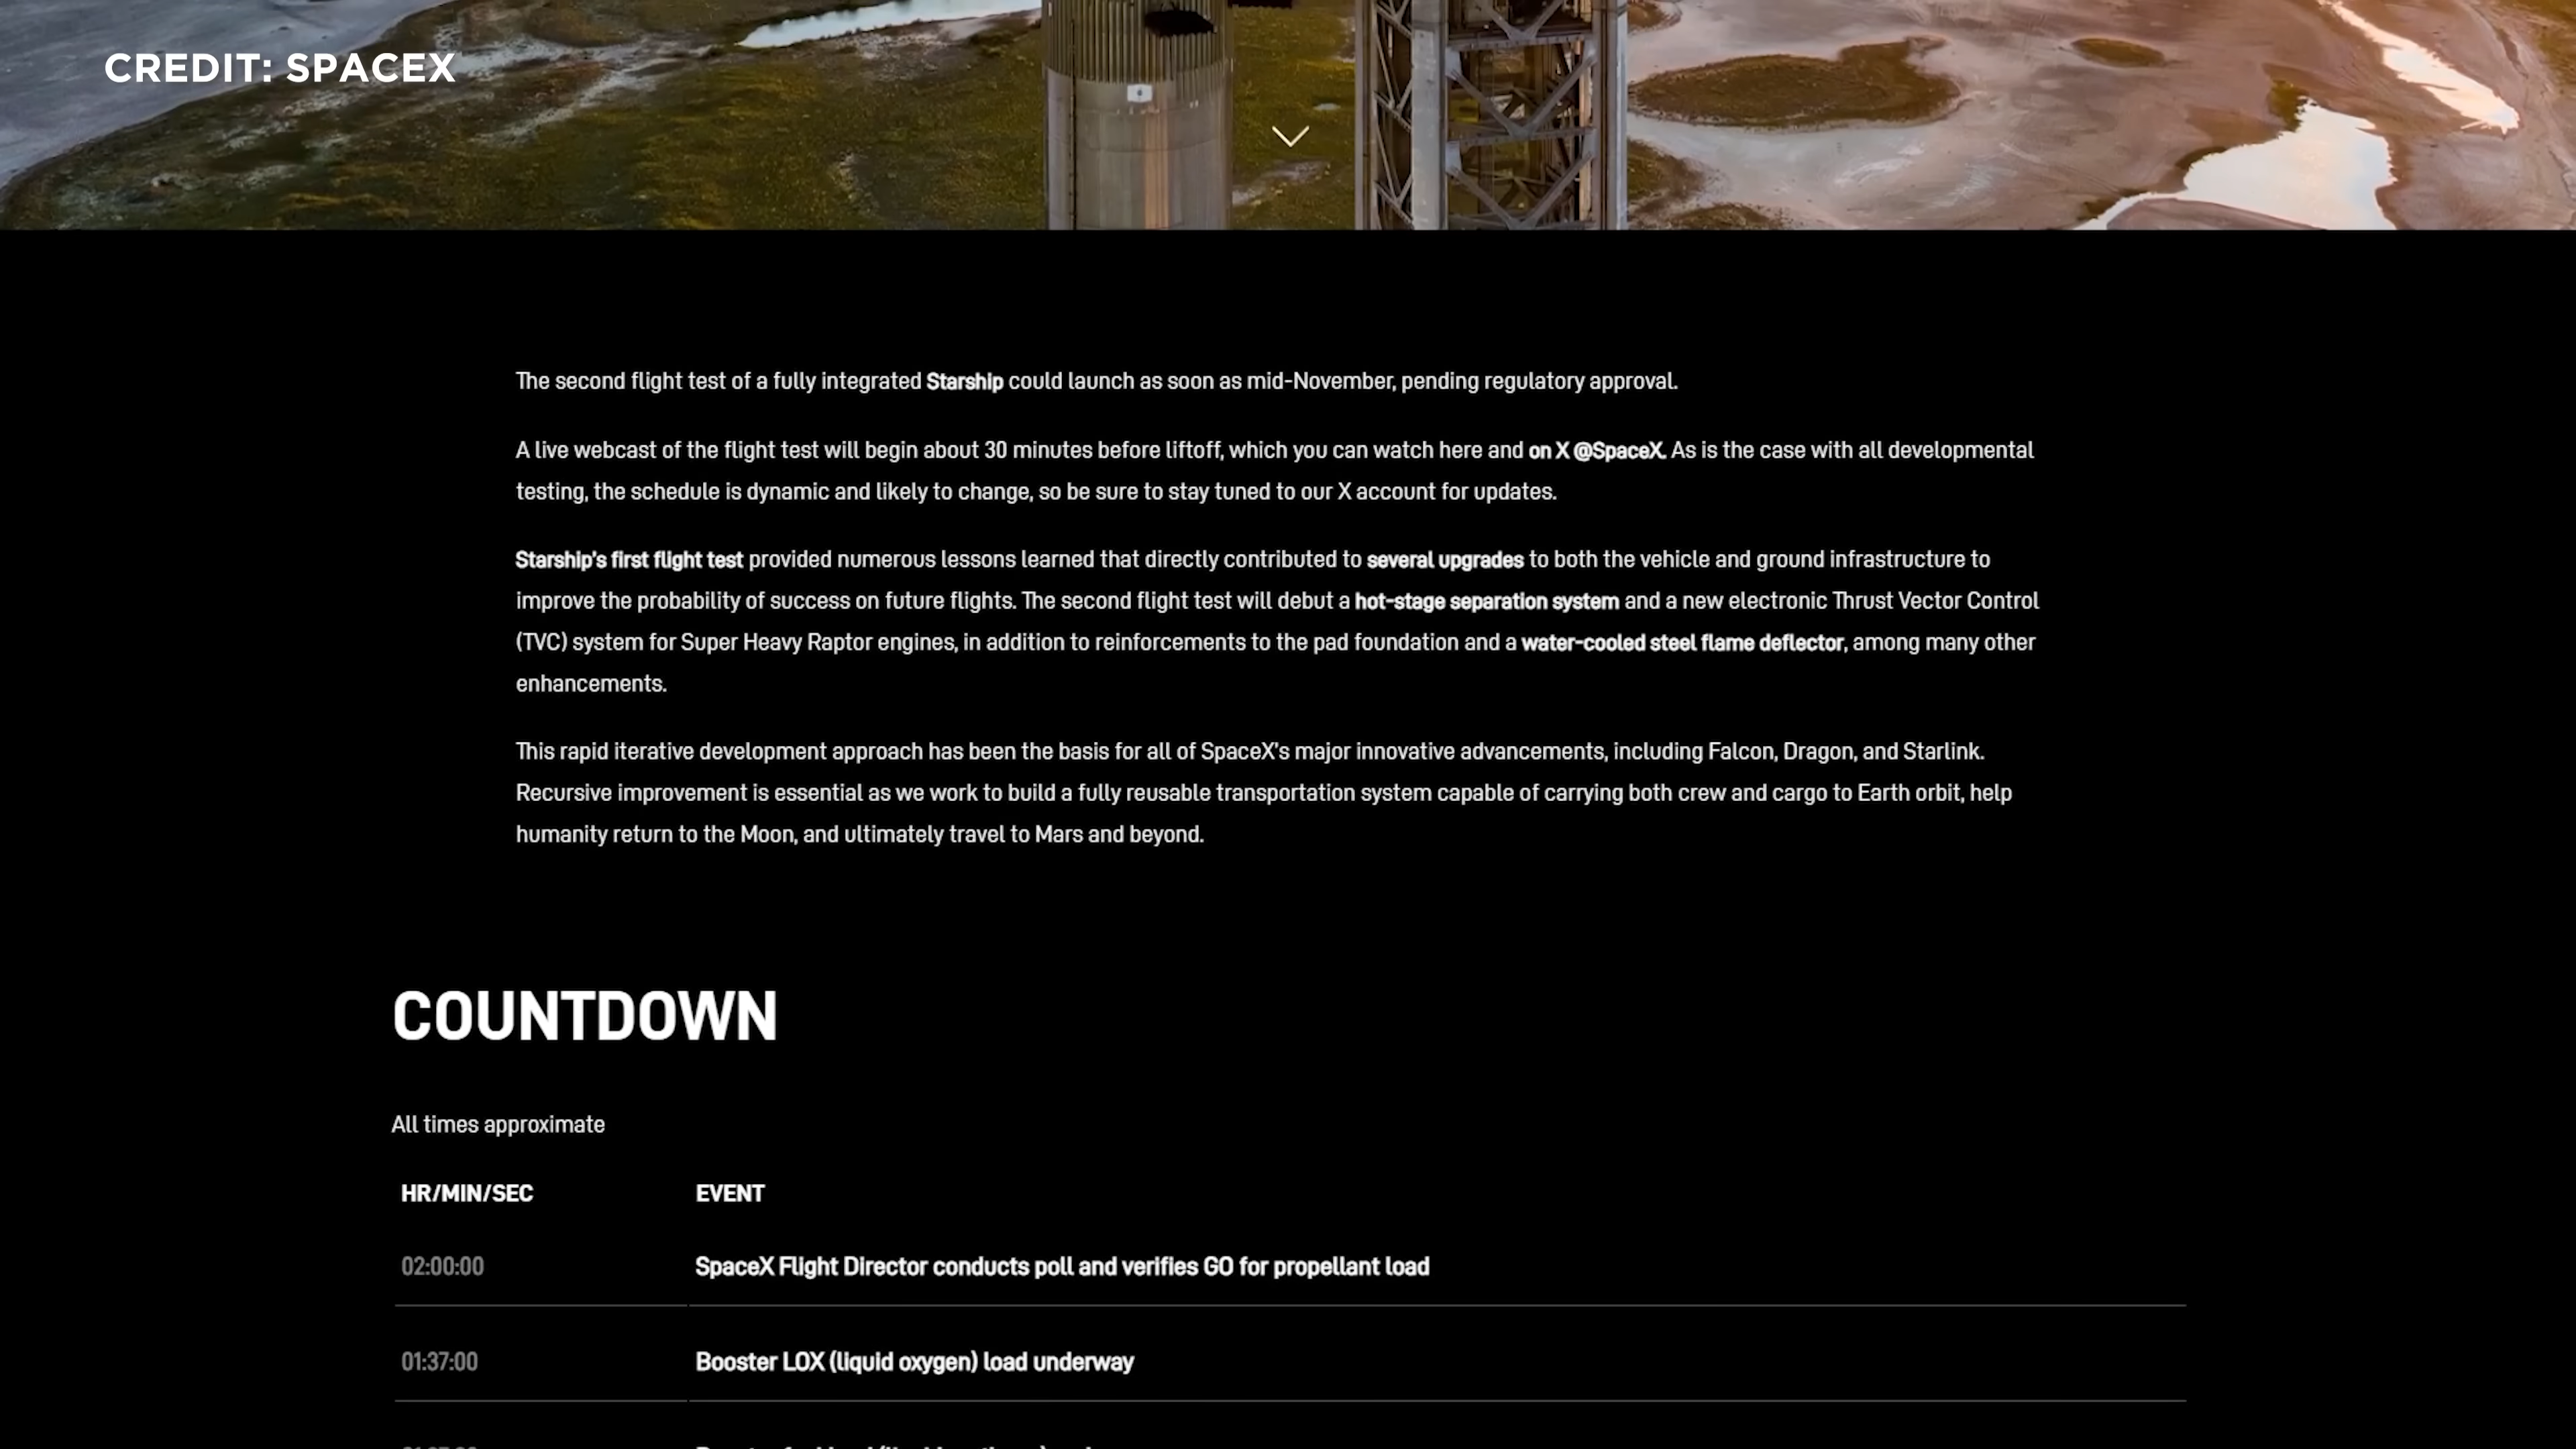 CREDIT: SPACEX
The second flight test of a fully integrated Starship could launch as soon as mid-November, pending regulatory approval.
A live webcast of the flight test will begin about 30 minutes before liftoff, which you can watch here and on X @SpaceX. As is the case with all developmental
testing, the schedule is dynamic and likely to change, so be sure to stay tuned to our X account for updates.
Starship's first flight test provided numerous lessons learned that directly contributed to several upgrades to both the vehicle and ground infrastructure to
improve the probability of success on future flights. The second flight test will debut a hot-stage separation system and a new electronic Thrust Vector Control
(TVC) system for Super Heavy Raptor engines, in addition to reinforcements to the pad foundation and a water-cooled steel flame deflector, among many other
enhancements.
This rapid iterative development approach has been the basis for all of SpaceX's major innovative advancements, including Falcon, Dragon, and Starlink.
Recursive improvement is essential as we work to build a fully reusable transportation system capable of carrying both crew and cargo to Earth orbit, help
humanity return to the Moon, and ultimately travel to Mars and beyond.
COUNTDOWN
All times approximate
HR/MIN/SEC EVENT
02:00:00 SpaceX Flight Director conducts poll and verifies GO for propellant load
01:37:00 Booster LOX (liquid oxygen) load underway